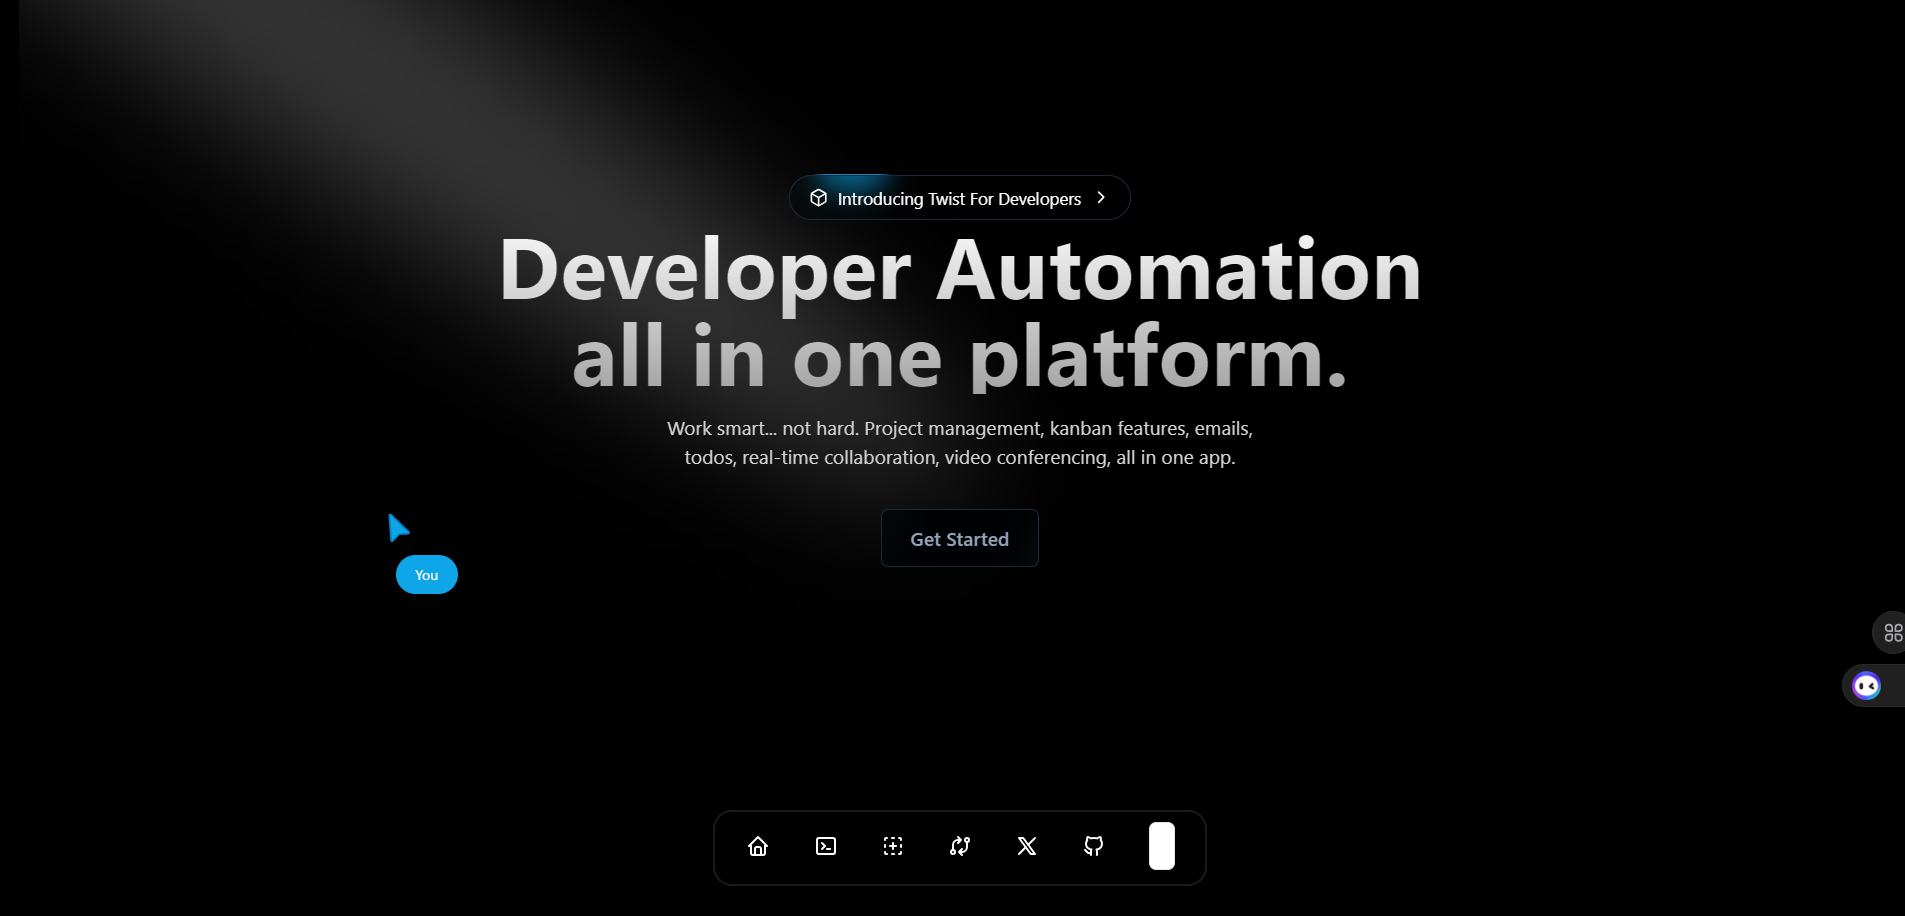 Introducing Twist For Developers
Developer Automation
all in one platform.
Work smart... not hard. Project management, kanban features, emails,
todos, real-time collaboration, video conferencing, all in one app.
Get Started
You